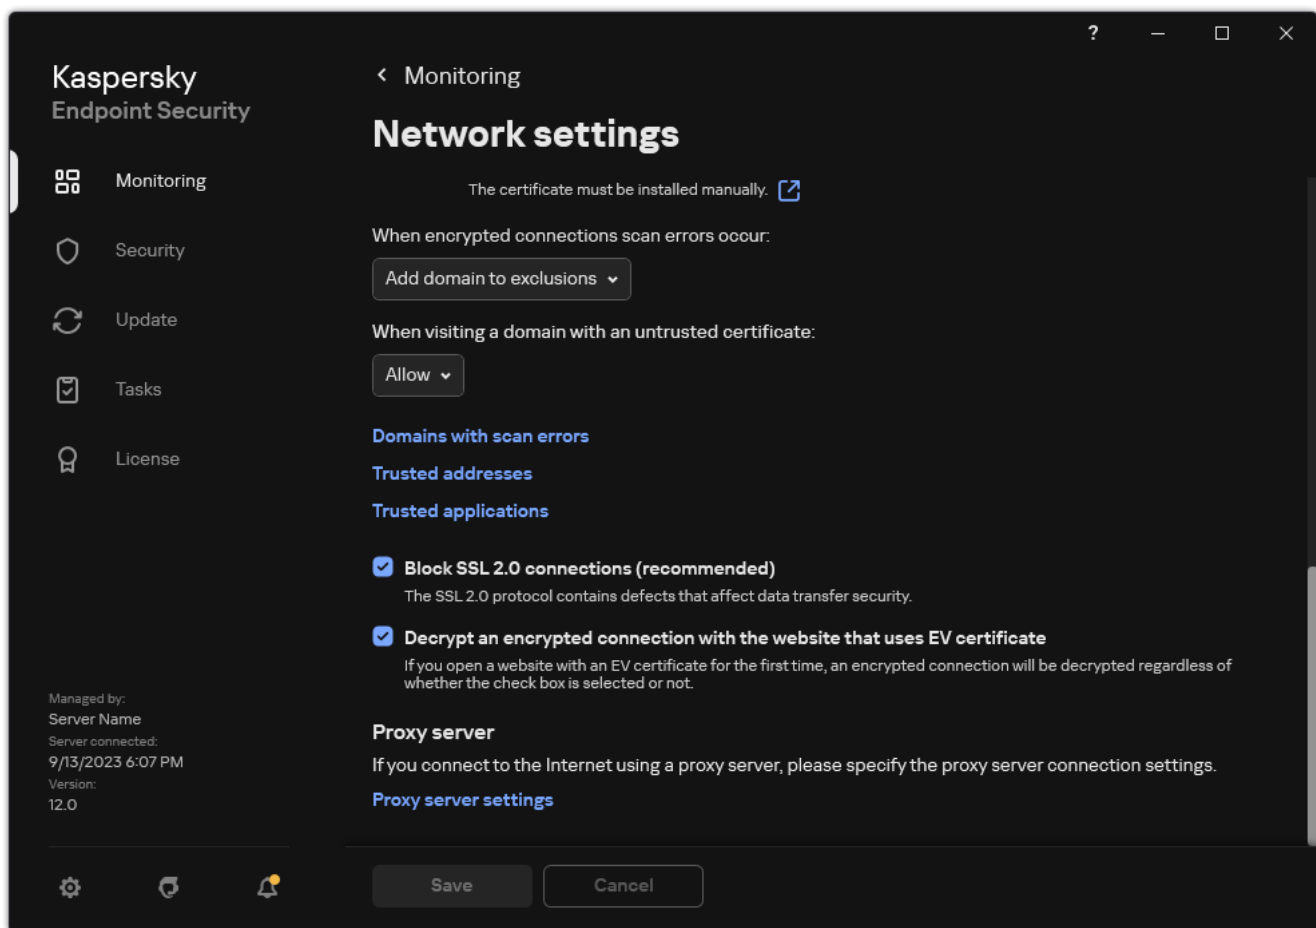 ?
Kaspersky
Endpoint Security
Monitoring
Security
Update
Tasks
License
Managed by:
Server Name
Server connected:
9/13/2023 6:07 PM
Version:
12.0
Monitoring
Network settings
The certificate must be installed manually.
When encrypted connections scan errors occur:
Add domain to exclusions
When visiting a domain with an untrusted certificate:
Allow
Domains with scan errors
Trusted addresses
Trusted applications
Block SSL 2.0 connections (recommended)
The SSL 2.0 protocol contains defects that affect data transfer security.
Decrypt an encrypted connection with the website that uses EV certificate
If you open a website with an EV certificate for the first time, an encrypted connection will be decrypted regardless of
whether the check box is selected or not.
Proxy server
If you connect to the Internet using a proxy server, please specify the proxy server connection settings.
Proxy server settings
Save
Cancel